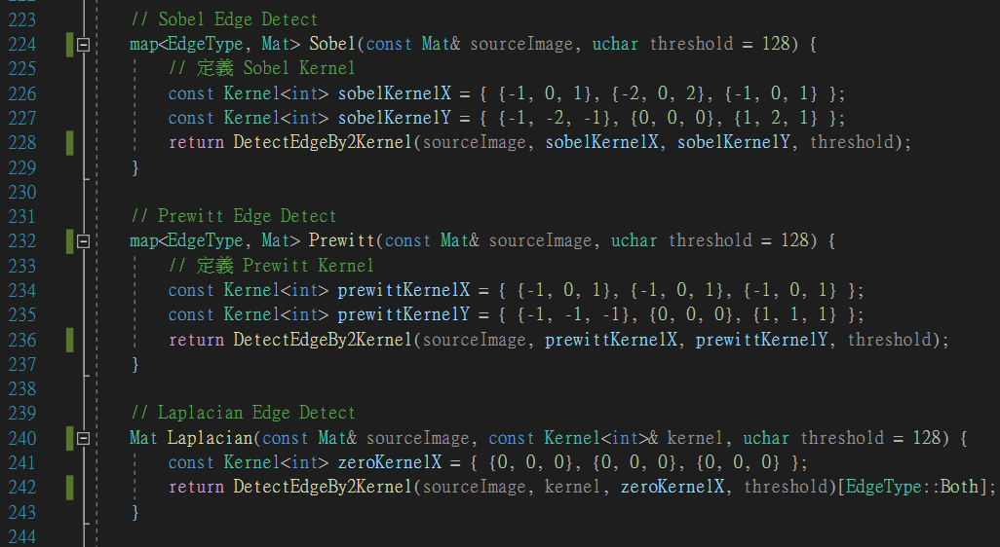 223 // Sobel Edge Detect
224 map<EdgeType, Mat> Sobel(const Mat& sourceImage, uchar threshold = 128) {
225 // 定義 Sobel Kernel
226 const Kernel<int> sobelKernelX = { {-1, 0, 1}, {-2, 0, 2}, {-1, 0, 1} };
227 const Kernel<int> sobelKernelY = { {-1, -2, -1}, {0, 0, 0}, {1, 2, 1} };
228 return DetectEdgeBy2Kernel(sourceImage, sobelKernelX, sobelKernelY, threshold);
229 }
230
231 // Prewitt Edge Detect
232 map<EdgeType, Mat> Prewitt(const Mat& sourceImage, uchar threshold = 128) {
233 // 定義 Prewitt Kernel
234 const Kernel<int> prewittKernelX = { {-1, 0, 1}, {-1, 0, 1}, {-1, 0, 1} };
235 const Kernel<int> prewittKernelY = { {-1, -1, -1}, {0, 0, 0}, {1, 1, 1} };
236 return DetectEdgeBy2Kernel(sourceImage, prewittKernelX, prewittKernelY, threshold);
237 }
238
239 // Laplacian Edge Detect
240 Mat Laplacian(const Mat& sourceImage, const Kernel<int>& kernel, uchar threshold = 128) {
241 const Kernel<int> zeroKernelX = { {0, 0, 0}, {0, 0, 0}, {0, 0, 0} };
242 return DetectEdgeBy2Kernel(sourceImage, kernel, zeroKernelX, threshold)[EdgeType::Both];
243 }
244